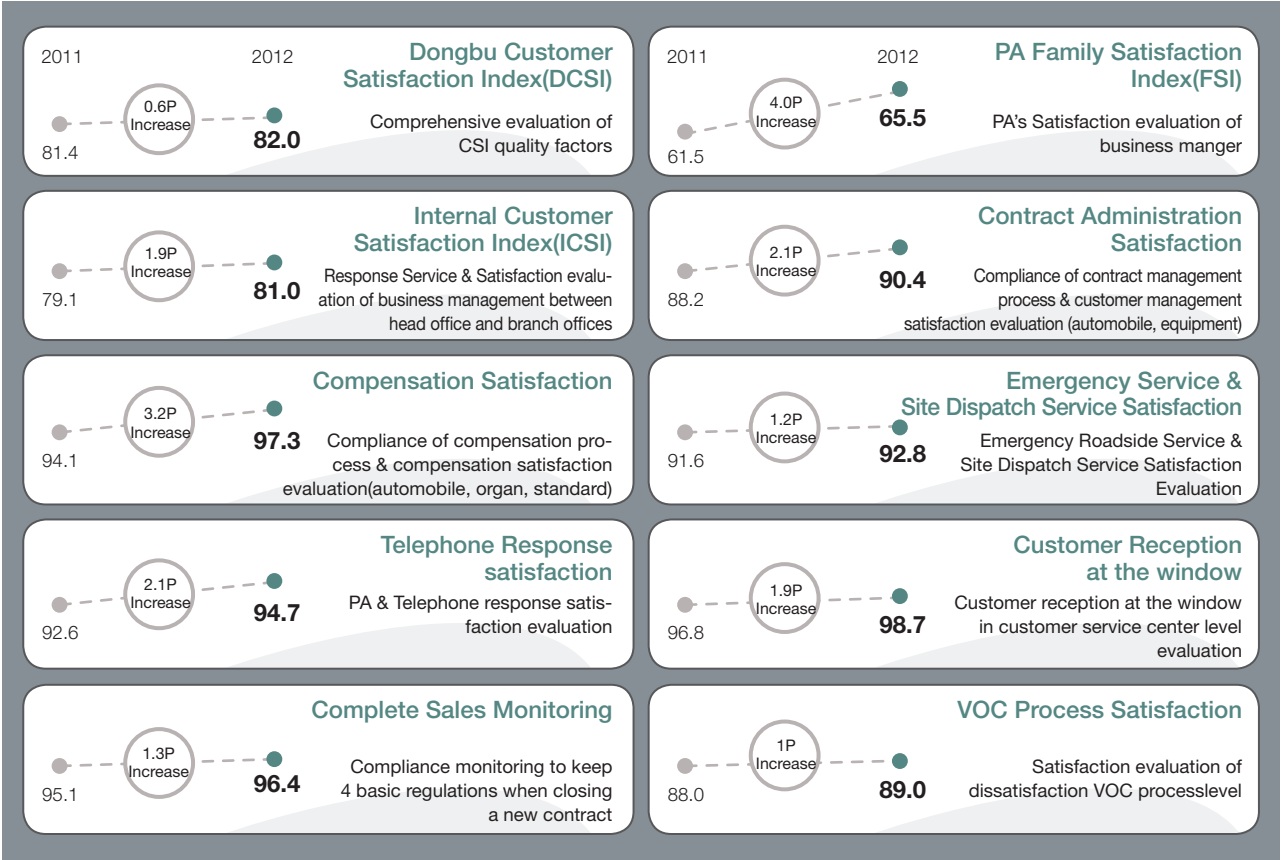 2011
2012
Dongbu Customer
Satisfaction Index(DCSI)
0.6P
Increase
81.4
82.0
Comprehensive evaluation of
CSI quality factors
2011
2012
PA Family Satisfaction
Index(FSI)
4.0P
Increase
61.5
65.5
PA's Satisfaction evaluation of
business manger
Internal Customer
Satisfaction Index(ICSI)
1.9P
Increase
79.1
81.0
Response Service & Satisfaction evalu-
ation of business management between
head office and branch offices
Contract Administration
Satisfaction
2.1P
Increase
88.2
90.4
Compliance of contract management
process & customer management
satisfaction evaluation (automobile, equipment)
Compensation Satisfaction
3.2P
Increase
94.1
97.3
Compliance of compensation pro-
cess & compensation satisfaction
evaluation(automobile, organ, standard)
Emergency Service &
Site Dispatch Service Satisfaction
1.2P
Increase
91.6
92.8
Emergency Roadside Service &
Site Dispatch Service Satisfaction
Evaluation
Telephone Response
satisfaction
2.1P
Increase
92.6
94.7
PA & Telephone response satis-
faction evaluation
Customer Reception
at the window
1.9P
Increase
96.8
98.7
Customer reception at the window
in customer service center level
evaluation
Complete Sales Monitoring
1.3P
Increase
95.1
96.4
Compliance monitoring to keep
4 basic regulations when closing
a new contract
VOC Process Satisfaction
1P
Increase
88.0
89.0
Satisfaction evaluation of
dissatisfaction VOC processlevel